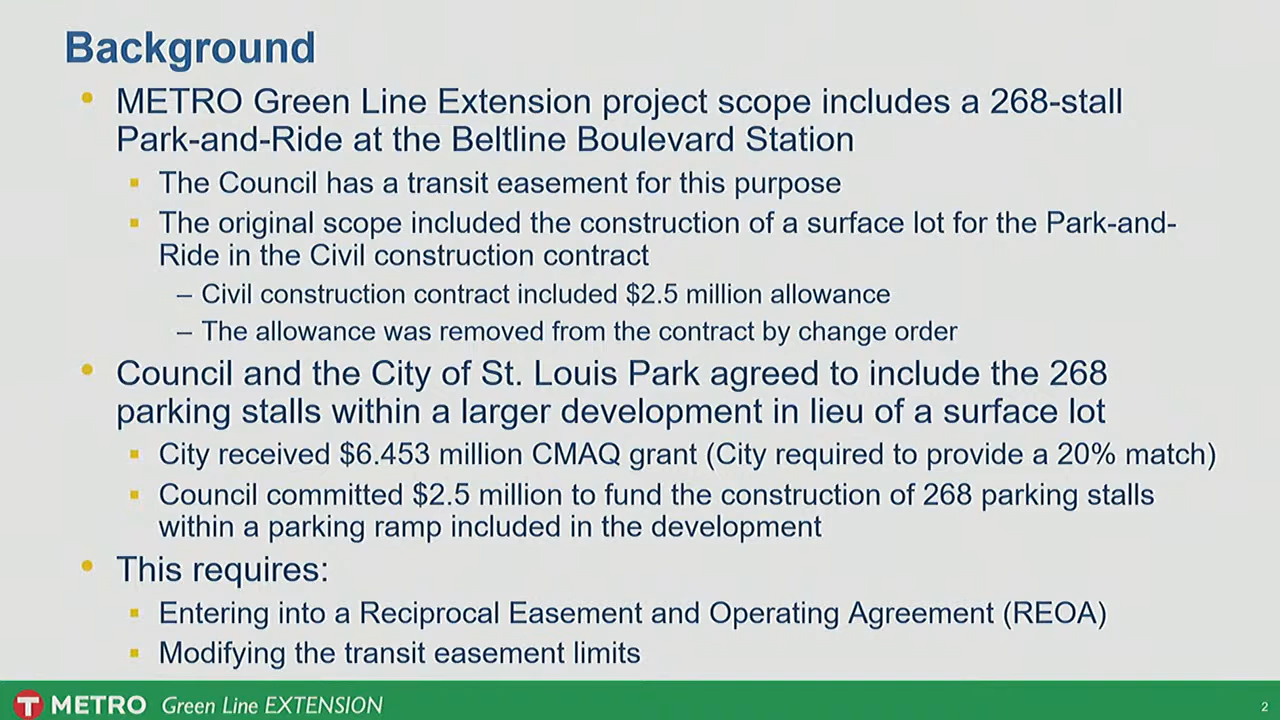 Background
• METRO Green Line Extension project scope includes a 268-stall
Park-and-Ride at the Beltline Boulevard Station
▪ The Council has a transit easement for this purpose
▪ The original scope included the construction of a surface lot for the Park-and-
Ride in the Civil construction contract
– Civil construction contract included $2.5 million allowance
– The allowance was removed from the contract by change order
• Council and the City of St. Louis Park agreed to include the 268
parking stalls within a larger development in lieu of a surface lot
▪ City received $6.453 million CMAQ grant (City required to provide a 20% match)
▪ Council committed $2.5 million to fund the construction of 268 parking stalls
within a parking ramp included in the development
• This requires:
▪ Entering into a Reciprocal Easement and Operating Agreement (REOA)
▪ Modifying the transit easement limits
T METRO Green Line EXTENSION
2